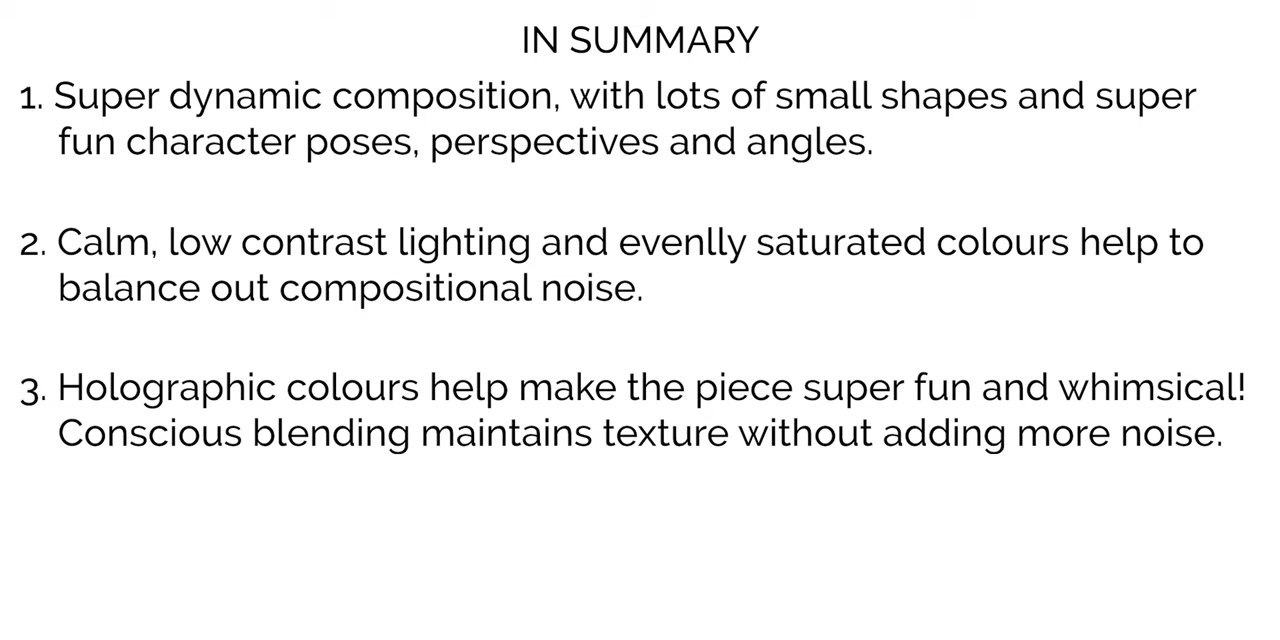 IN SUMMARY
1. Super dynamic composition, with lots of small shapes and super
fun character poses, perspectives and angles.
2. Calm, low contrast lighting and evenlly saturated colours help to
balance out compositional noise.
3. Holographic colours help make the piece super fun and whimsical!
Conscious blending maintains texture without adding more noise.